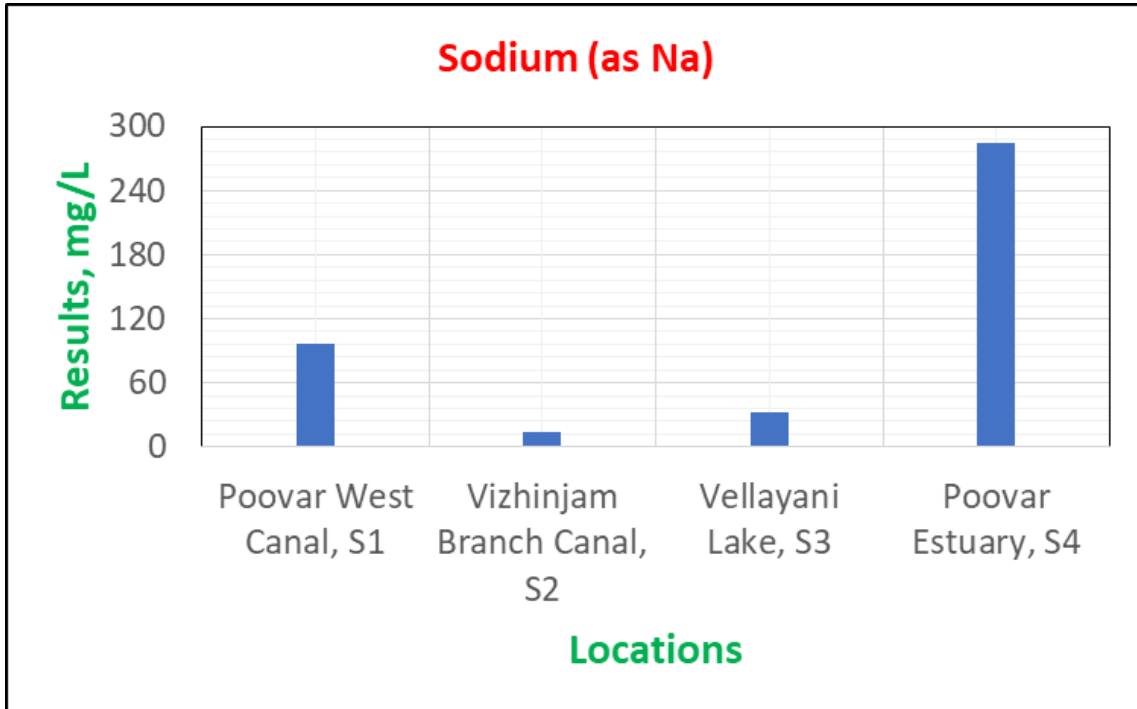 Sodium (as Na)
Results, mg/L
300
240
180
120
60
0
Poovar West
Canal, S1
Vizhinjam
Branch Canal,
S2
Vellayani
Lake, S3
Poovar
Estuary, S4
Locations